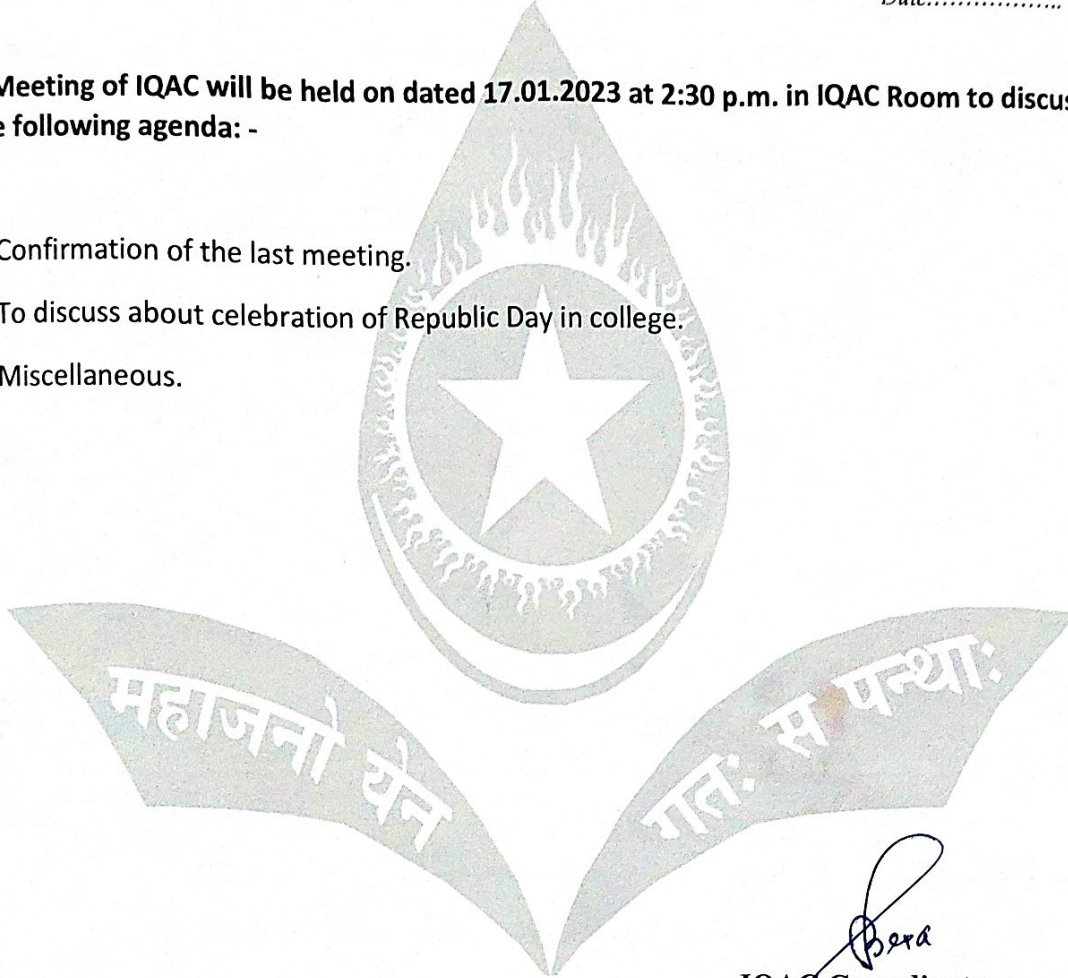 Date..................
Meeting of IQAC will be held on dated 17.01.2023 at 2:30 p.m. in IQAC Room to discus
e following agenda: -
Confirmation of the last meeting.
To discuss about celebration of Republic Day in college.
Miscellaneous.
महाजनो येन गतः स पन्थाः
Bera